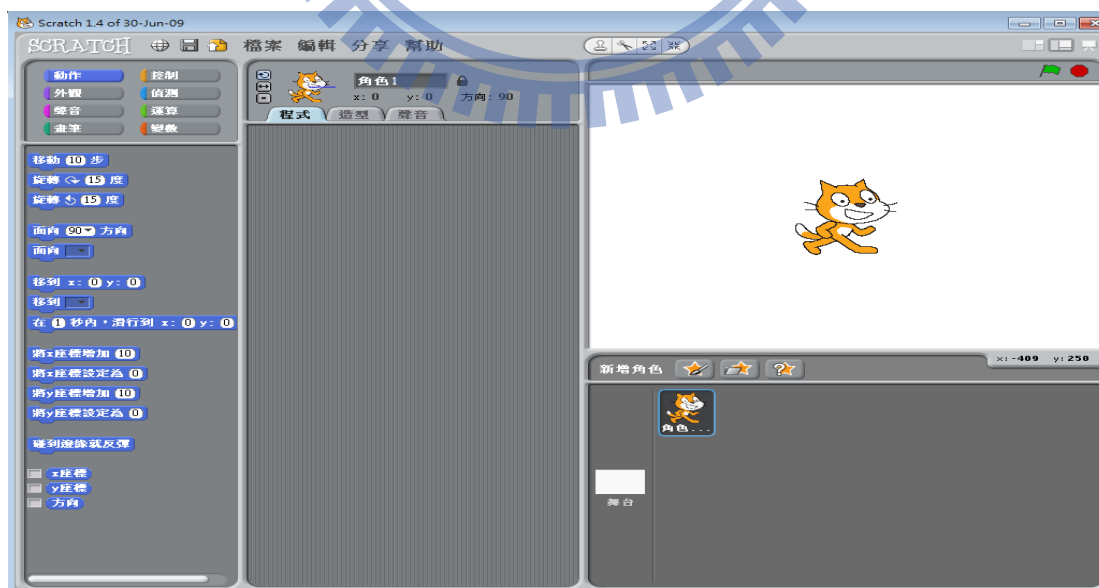 Scratch 1.4 of 30-Jun-09
SCRATCH 檔案 編輯 分享 幫助
動作 控制
外觀 偵測
聲音 運算
畫筆 變數
角色1
x: 0 y: 0 方向: 90
程式 造型 聲音
移動 10 步
旋轉 15 度
旋轉 15 度
面向 90 方向
面向
移到 x: 0 y: 0
移到
在 1 秒內，滑行到 x: 0 y: 0
將x座標增加 10
將x座標設定為 0
將y座標增加 10
將y座標設定為 0
碰到邊緣就反彈
x座標
y座標
方向
x: -409 y: 250
新增角色
角色...
舞台